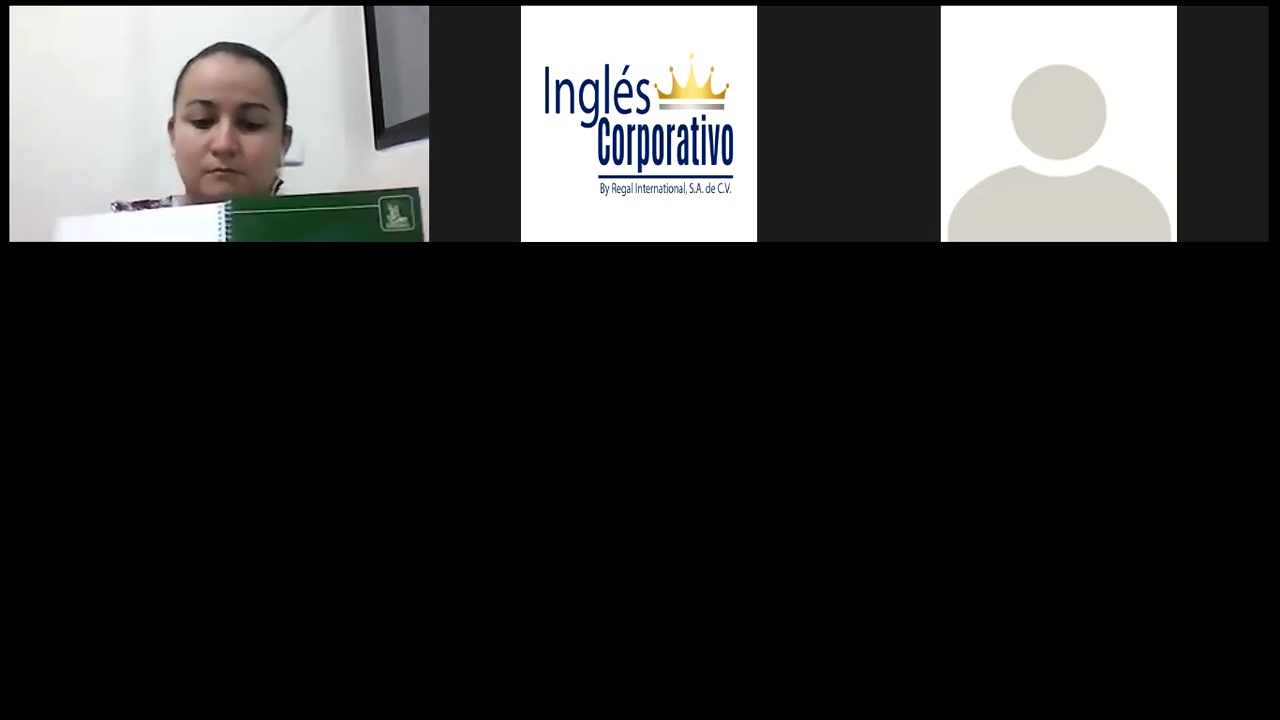 Inglés
Corporativo
By Regal International, S.A. de C.V.